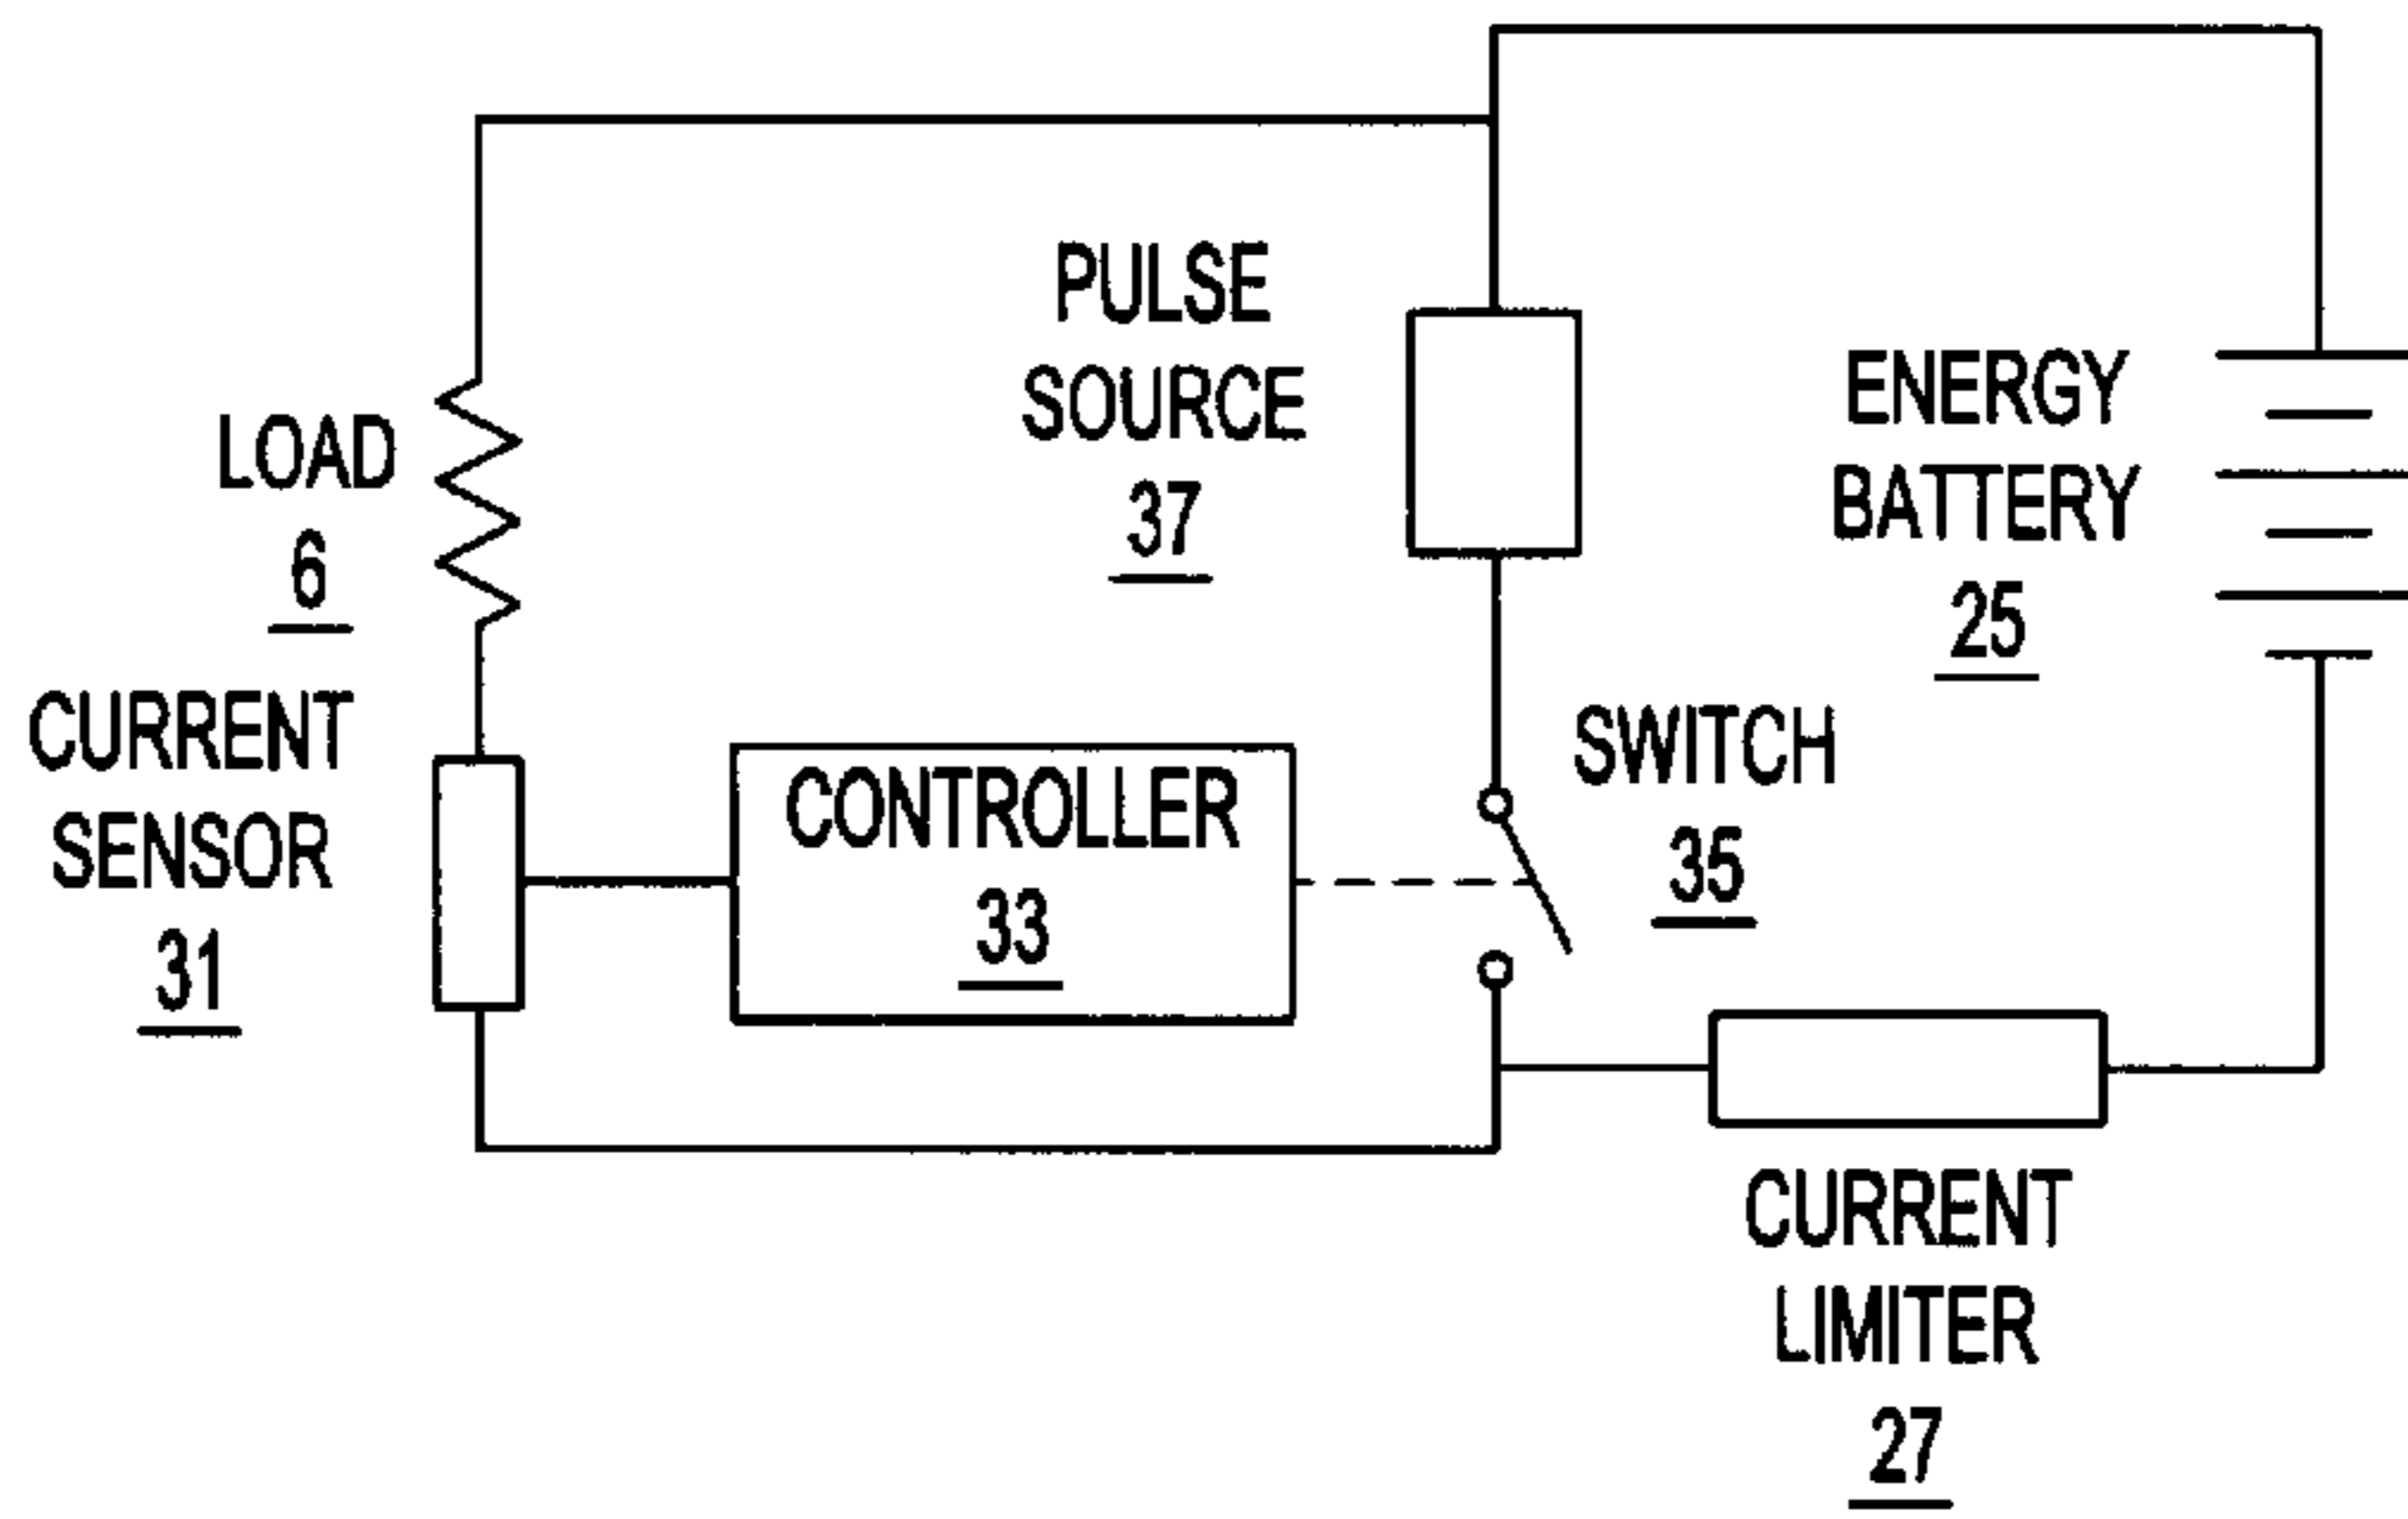 PULSE
SOURCE
37
ENERGY
BATTERY
25
LOAD
6
CURRENT
SENSOR
31
CONTROLLER
33
SWITCH
35
CURRENT
LIMITER
27